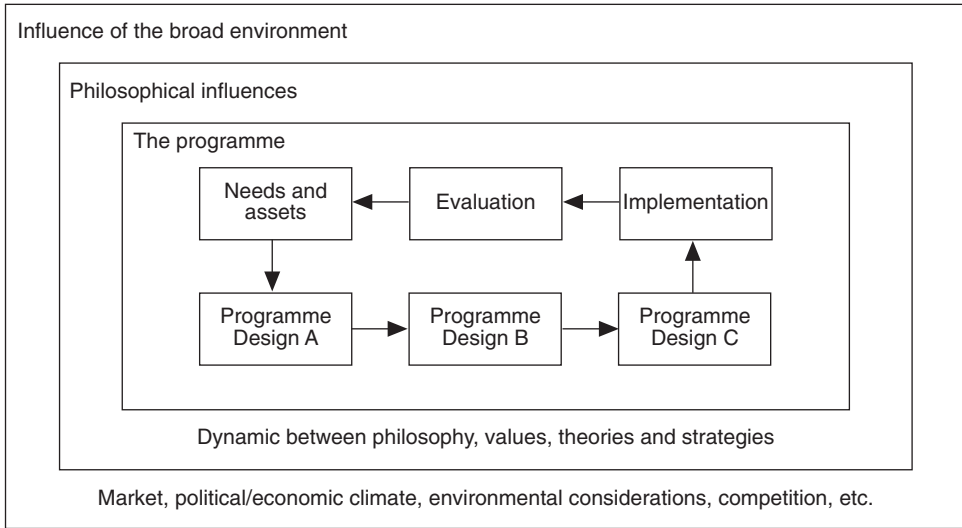 Influence of the broad environment
Philosophical influences
The programme
Needs and
assets
Evaluation
Implementation
Programme
Design A
Programme
Design B
Programme
Design C
Dynamic between philosophy, values, theories and strategies
Market, political/economic climate, environmental considerations, competition, etc.